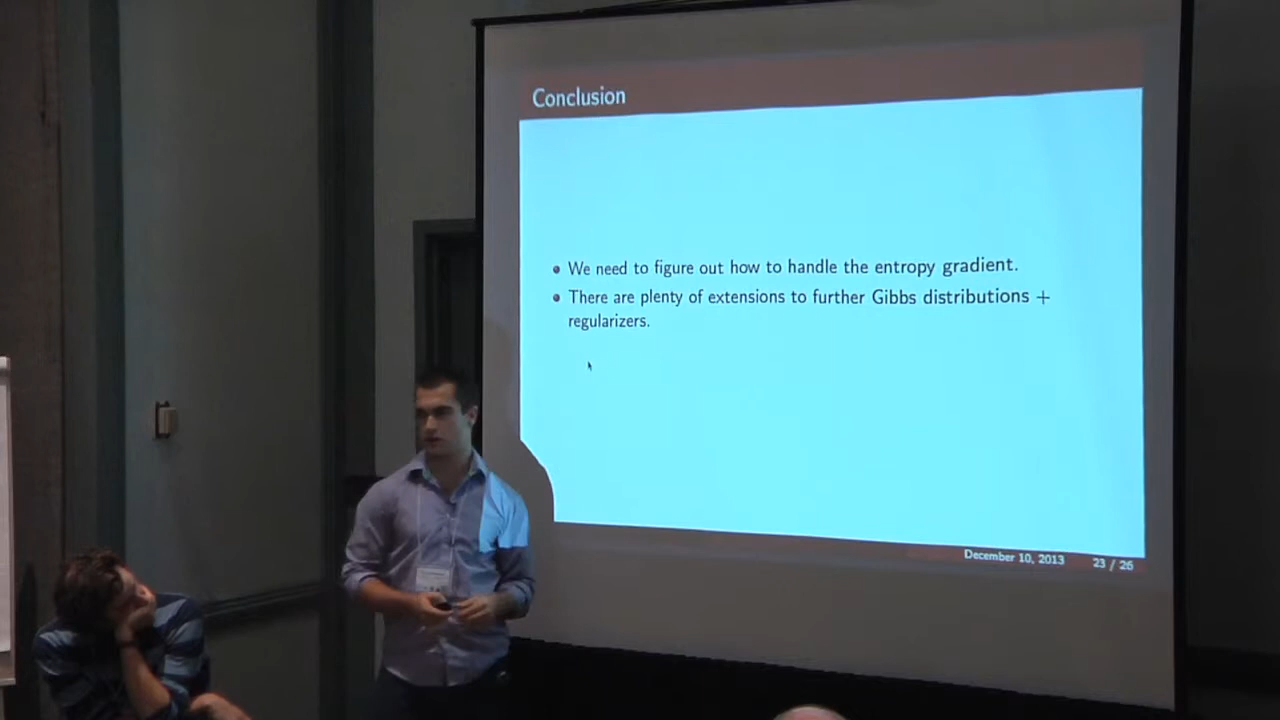 Conclusion
We need to figure out how to handle the entropy gradient.
There are plenty of extensions to further Gibbs distributions +
regularizers.
December 10, 2013 23 / 26